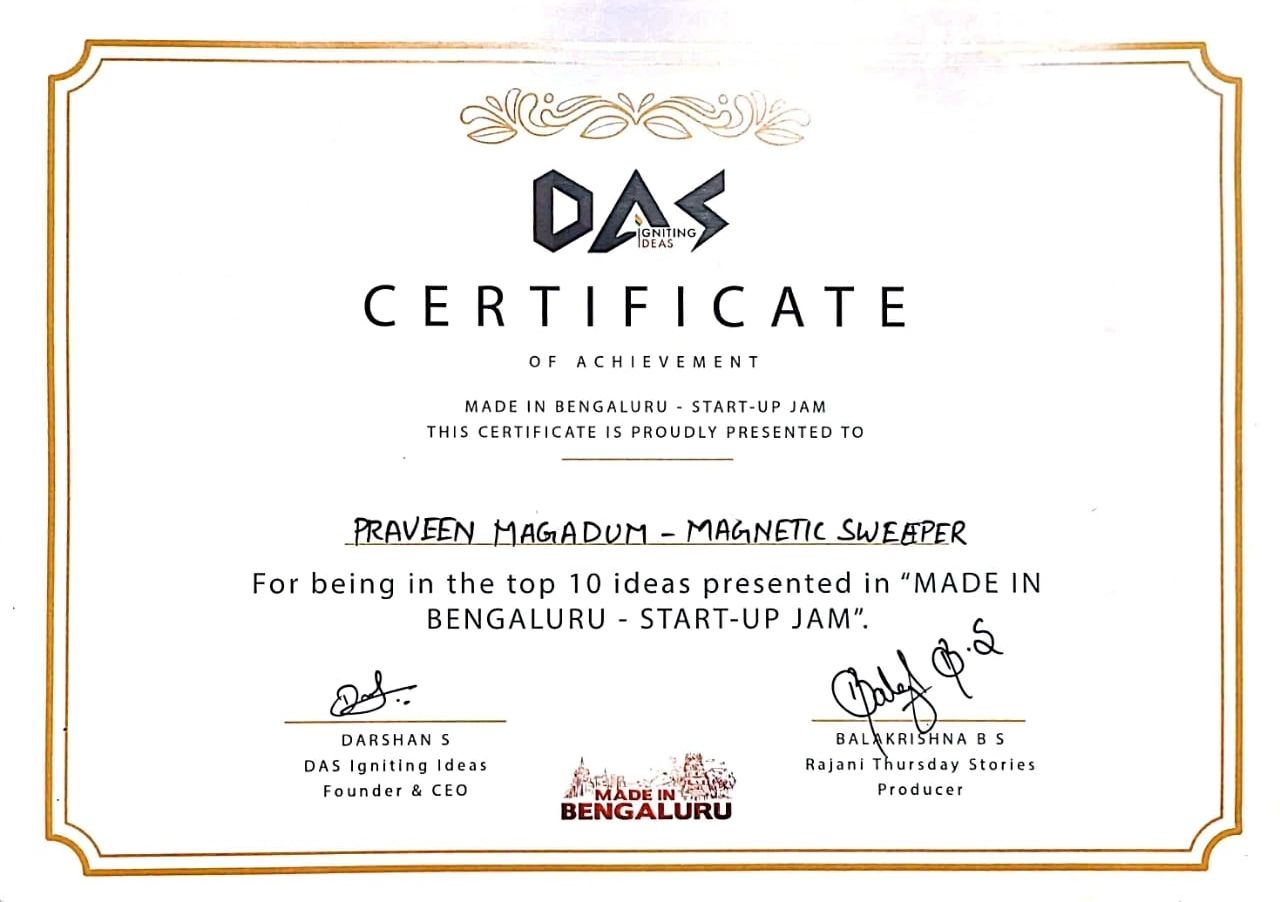 DAS
IGNITING
IDEAS
CERTIFICATE
OF ACHIEVEMENT
MADE IN BENGALURU - START-UP JAM
THIS CERTIFICATE IS PROUDLY PRESENTED TO
PRAVEEN MAGADUM - MAGNETIC SWEEPER
For being in the top 10 ideas presented in “MADE IN
BENGALURU - START-UP JAM”.
B.S
DARSHAN S
DAS Igniting Ideas
Founder & CEO
BALAKRISHNA B S
Rajani Thursday Stories
Producer
MADE IN
BENGALURU